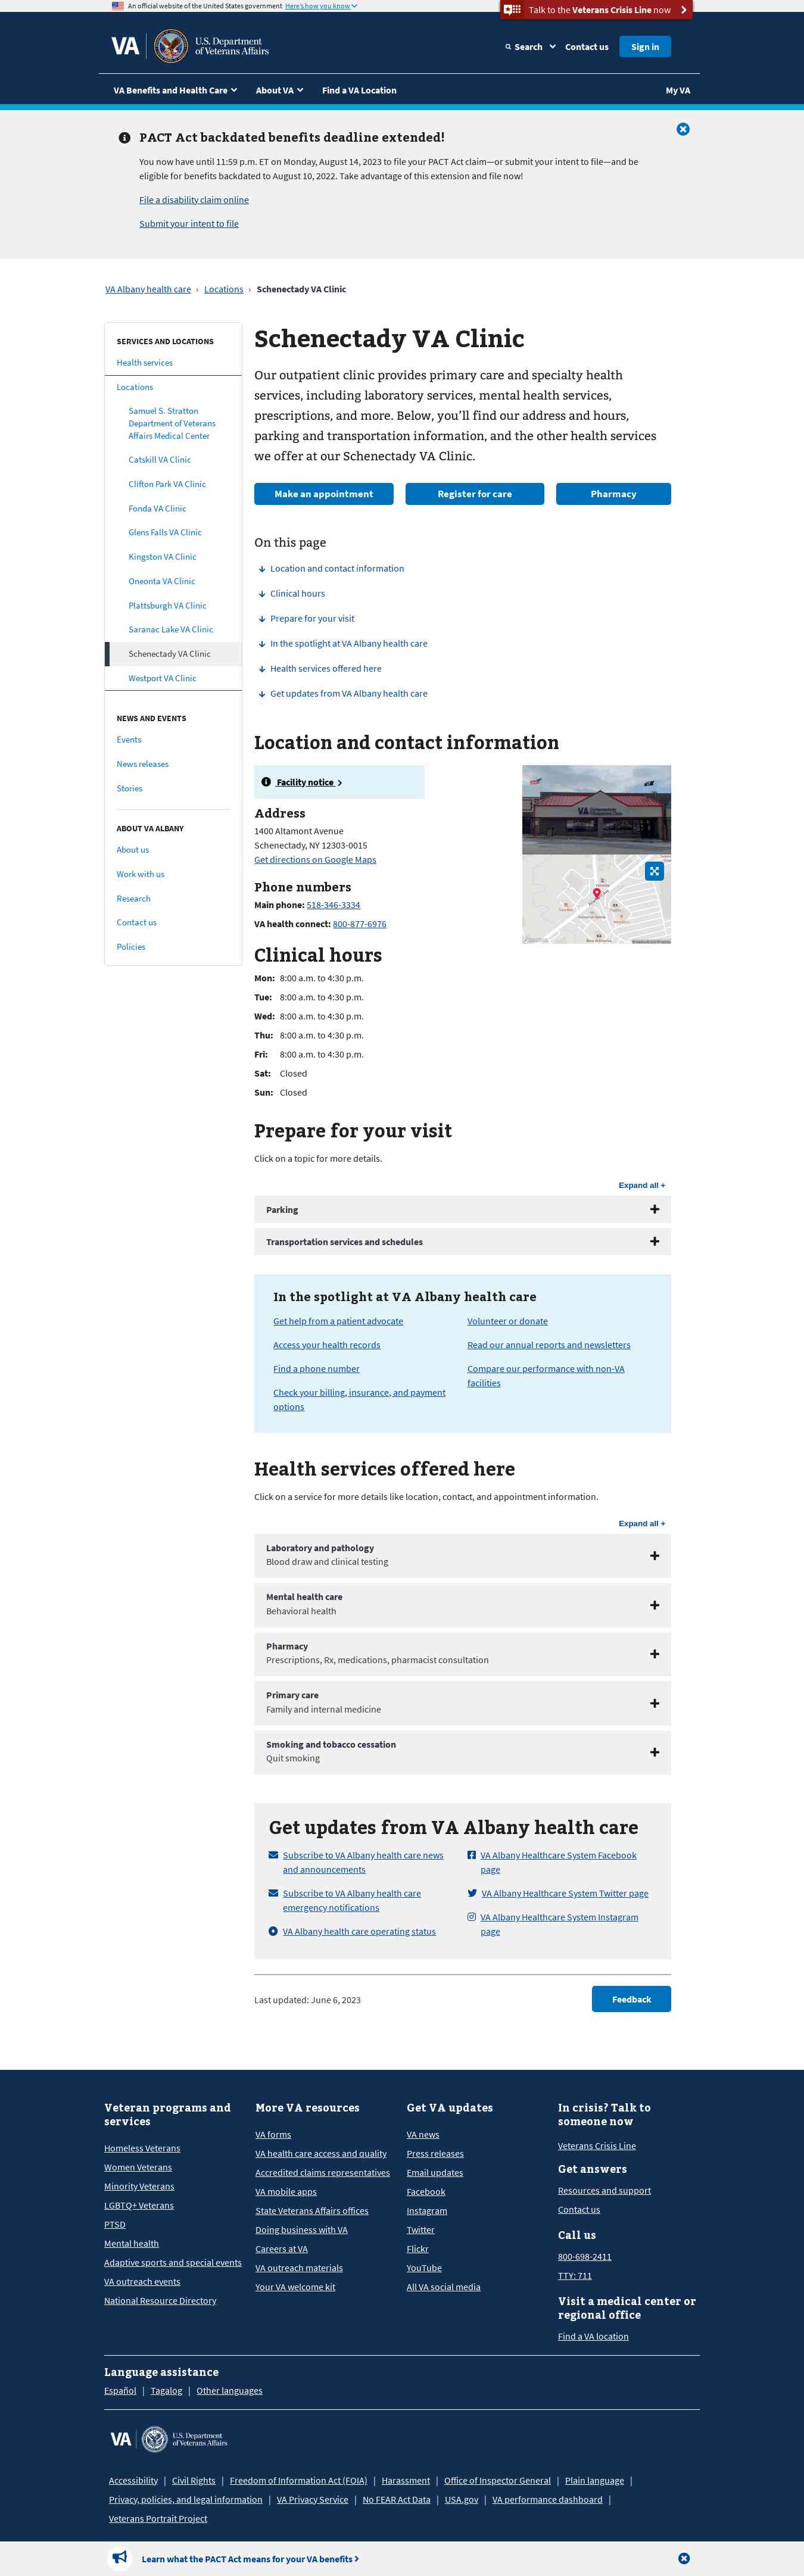 An official website of the United States government Here's how you know
Talk to the Veterans Crisis Line now
VA
U.S. Department
of Veterans Affairs
Search
Contact us
Sign in
VA Benefits and Health Care
About VA
Find a VA Location
My VA
PACT Act backdated benefits deadline extended!
You now have until 11:59 p.m. ET on Monday, August 14, 2023 to file your PACT claim—or submit your intent to file—and be
eligible for benefits backdated to August 10, 2022. Take advantage of this extension and file now!
File a disability claim online
Submit your intent to file
VA Albany health care › Locations › Schenectady VA Clinic
SERVICES AND LOCATIONS
Health services
Locations
Samuel S. Stratton
Department of Veterans
Affairs Medical Center
Catskill VA Clinic
Clifton Park VA Clinic
Fonda VA Clinic
Glens Falls VA Clinic
Kingston VA Clinic
Oneonta VA Clinic
Plattsburgh VA Clinic
Saranac Lake VA Clinic
Schenectady VA Clinic
Westport VA Clinic
NEWS AND EVENTS
Events
News releases
Stories
ABOUT VA ALBANY
About us
Work with us
Research
Contact us
Policies
Schenectady VA Clinic
Our outpatient clinic provides primary care and specialty health
services, including laboratory services, mental health services,
prescriptions, and more. Below, you’ll find our address and hours,
parking and transportation information, and the other health services
we offer at our Schenectady VA Clinic.
Make an appointment
Register for care
Pharmacy
On this page
Location and contact information
Clinical hours
Prepare for your visit
In the spotlight at VA Albany health care
Health services offered here
Get updates from VA Albany health care
Location and contact information
Facility notice
Address
1400 Altamont Avenue
Schenectady, NY 12303-0015
Get directions on Google Maps
Phone numbers
Main phone: 518-346-3334
VA health connect: 800-877-6976
Clinical hours
Mon: 8:00 a.m. to 4:30 p.m.
Tue: 8:00 a.m. to 4:30 p.m.
Wed: 8:00 a.m. to 4:30 p.m.
Thu: 8:00 a.m. to 4:30 p.m.
Fri: 8:00 a.m. to 4:30 p.m.
Sat: Closed
Sun: Closed
Prepare for your visit
Click on a topic for more details.
Expand all +
Parking
Transportation services and schedules
In the spotlight at VA Albany health care
Get help from a patient advocate
Access your health records
Find a phone number
Check your billing, insurance, and payment
options
Volunteer or donate
Read our annual reports and newsletters
Compare our performance with non-VA
facilities
Health services offered here
Click on a service for more details like location, contact, and appointment information.
Expand all +
Laboratory and pathology
Blood draw and clinical testing
Mental health care
Behavioral health
Pharmacy
Prescriptions, Rx, medications, pharmacist consultation
Primary care
Family and internal medicine
Smoking and tobacco cessation
Quit smoking
Get updates from VA Albany health care
Subscribe to VA Albany health care news
and announcements
Subscribe to VA Albany health care
emergency notifications
VA Albany health care operating status
VA Albany Healthcare System Facebook
page
VA Albany Healthcare System Twitter page
VA Albany Healthcare System Instagram
page
Last updated: June 6, 2023
Feedback
Veteran programs and
services
Homeless Veterans
Women Veterans
Minority Veterans
LGBTQ+ Veterans
PTSD
Mental health
Adaptive sports and special events
VA outreach events
National Resource Directory
More VA resources
VA forms
VA health care access and quality
Accredited claims representatives
VA mobile apps
State Veterans Affairs offices
Doing business with VA
Careers at VA
VA outreach materials
Your VA welcome kit
Get VA updates
VA news
Press releases
Email updates
Facebook
Instagram
Twitter
Flickr
YouTube
All VA social media
In crisis? Talk to
someone now
Veterans Crisis Line
Get answers
Resources and support
Contact us
Call us
800-698-2411
TTY: 711
Visit a medical center or
regional office
Find a VA location
Language assistance
Español | Tagalog | Other languages
VA
U.S. Department
of Veterans Affairs
Accessibility | Civil Rights | Freedom of Information Act (FOIA) | Harassment | Office of Inspector General | Plain language |
Privacy, policies, and legal information | VA Privacy Service | No FEAR Act Data | USA.gov | VA performance dashboard |
Veterans Portrait Project
Learn what the PACT Act means for your VA benefits